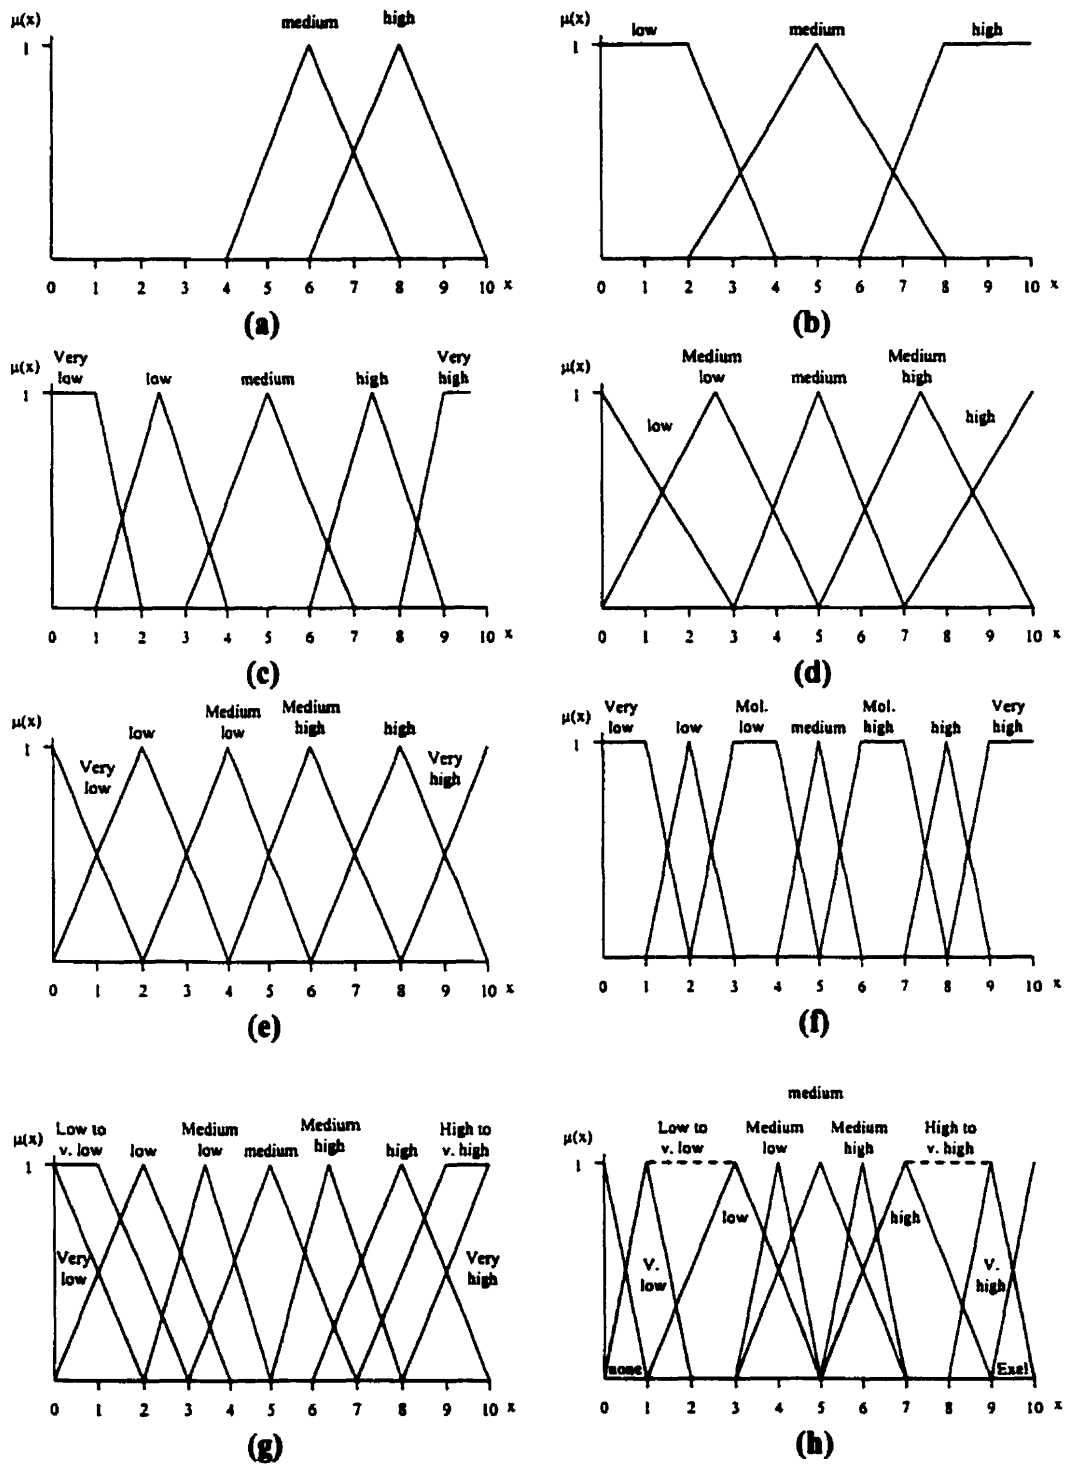 μ(x) medium high
1
0 1 2 3 4 5 6 7 8 9 10 x
(a)
μ(x) low medium high
1
0 1 2 3 4 5 6 7 8 9 10 x
(b)
μ(x) Very low low medium high Very high
1
0 1 2 3 4 5 6 7 8 9 10 x
(c)
μ(x) Medium low medium Medium high
1
low high
0 1 2 3 4 5 6 7 8 9 10 x
(d)
μ(x) low Medium low Medium high high
1
Very low Very high
0 1 2 3 4 5 6 7 8 9 10 x
(e)
μ(x) Very low low Mol. low medium Mol. high high Very high
1
0 1 2 3 4 5 6 7 8 9 10 x
(f)
μ(x) Low to v. low low Medium low medium Medium high high High to v. high
1
Very low Very high
0 1 2 3 4 5 6 7 8 9 10 x
(g)
medium
μ(x) Low to v. low Medium low Medium high High to v. high
1
low high
V. low V. high
none Exel
0 1 2 3 4 5 6 7 8 9 10 x
(h)